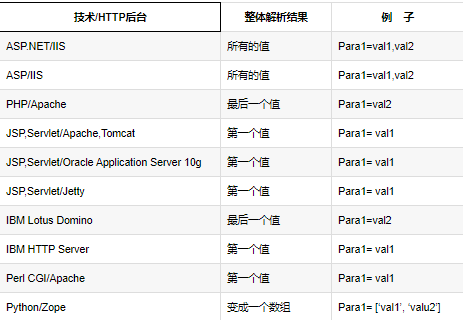 技术/HTTP后台 整体解析结果 例 子
ASP.NET/IIS 所有的值 Para1=val1,val2
ASP/IIS 所有的值 Para1=val1,val2
PHP/Apache 最后一个值 Para1=val2
JSP,Servlet/Apache,Tomcat 第一个值 Para1= val1
JSP,Servlet/Oracle Application Server 10g 第一个值 Para1= val1
JSP,Servlet/Jetty 第一个值 Para1= val1
IBM Lotus Domino 最后一个值 Para1=val2
IBM HTTP Server 第一个值 Para1= val1
Perl CGI/Apache 第一个值 Para1= val1
Python/Zope 变成一个数组 Para1= [‘val1’, ‘valu2’]